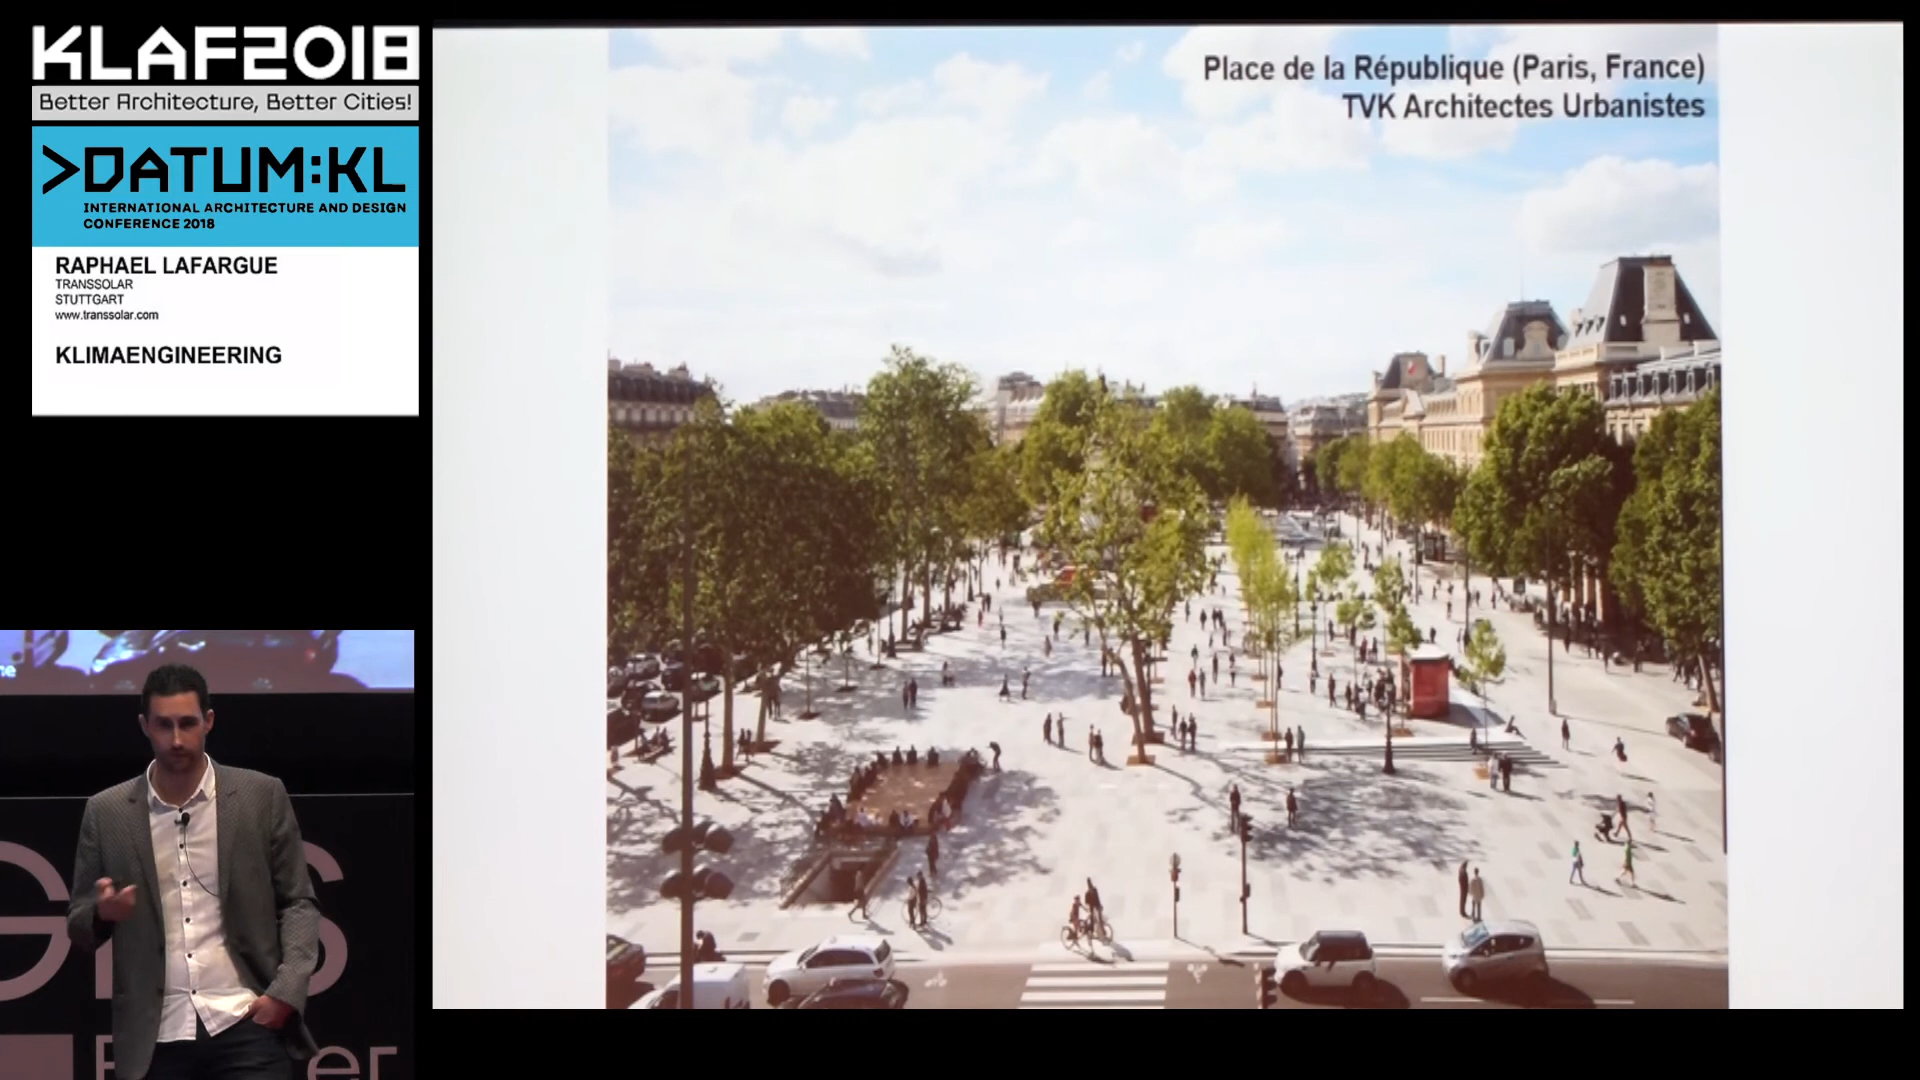 KLAF2018
Better Architecture, Better Cities!
>DATUM:KL
INTERNATIONAL ARCHITECTURE AND DESIGN
CONFERENCE 2018
RAPHAEL LAFARGUE
TRANSSOLAR
STUTTGART
www.transsolar.com
KLIMAENGINEERING
Place de la République (Paris, France)
TVK Architectes Urbanistes
ne